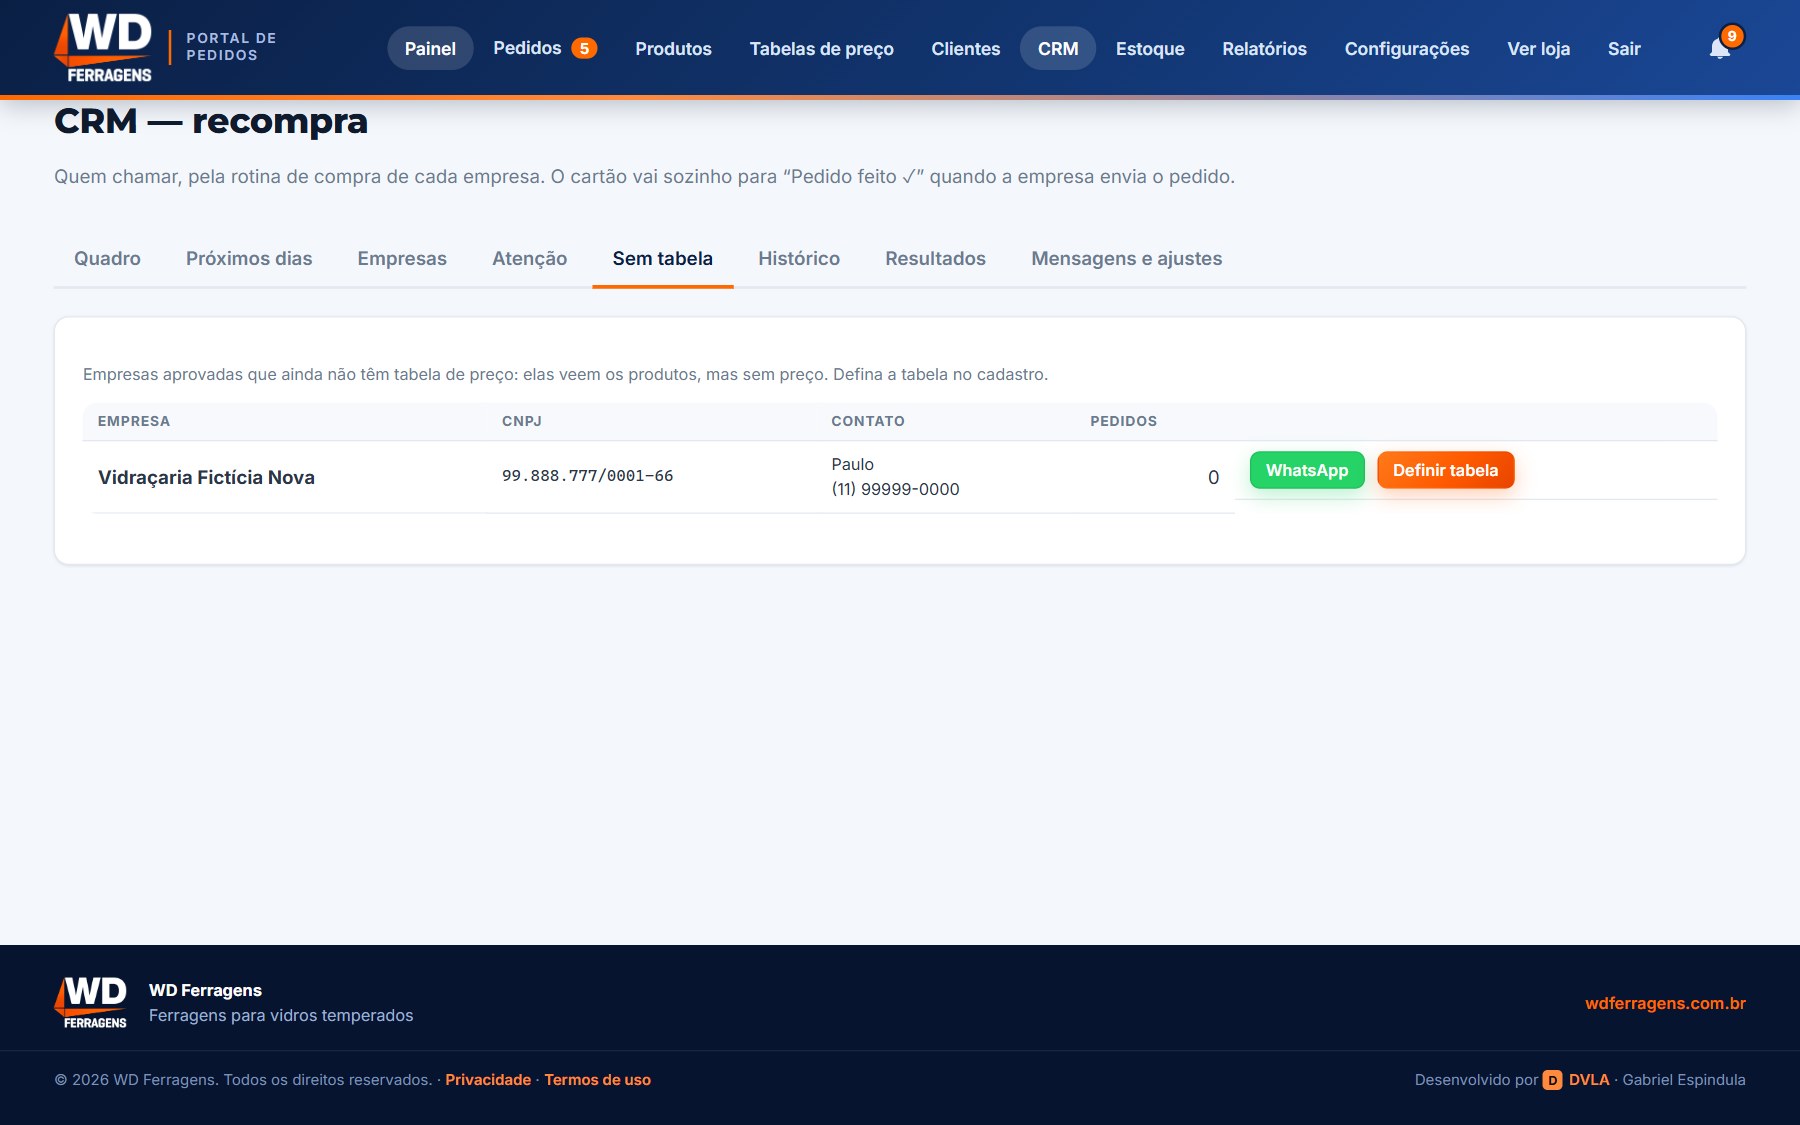 WD
FERRAGENS
PORTAL DE
PEDIDOS
Painel
Pedidos 5
Produtos
Tabelas de preço
Clientes
CRM
Estoque
Relatórios
Configurações
Ver loja
Sair
9
CRM — recompra
Quem chamar, pela rotina de compra de cada empresa. O cartão vai sozinho para “Pedido feito ✓” quando a empresa envia o pedido.
Quadro
Próximos dias
Empresas
Atenção
Sem tabela
Histórico
Resultados
Mensagens e ajustes
Empresas aprovadas que ainda não têm tabela de preço: elas veem os produtos, mas sem preço. Defina a tabela no cadastro.
EMPRESA CNPJ CONTATO PEDIDOS
Vidraçaria Fictícia Nova
99.888.777/0001-66
Paulo
(11) 99999-0000
0
WhatsApp
Definir tabela
WD
FERRAGENS
WD Ferragens
Ferragens para vidros temperados
wdferragens.com.br
© 2026 WD Ferragens. Todos os direitos reservados. · Privacidade · Termos de uso
Desenvolvido por D DVLA · Gabriel Espindula